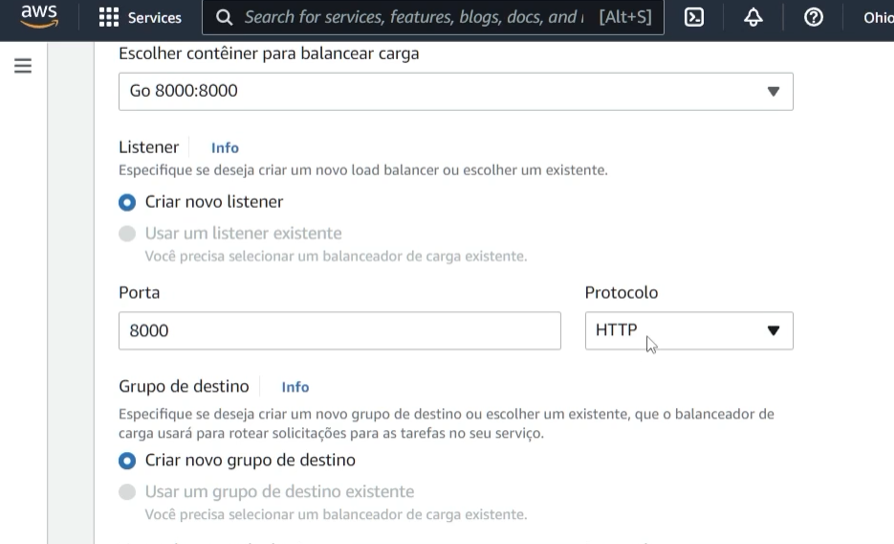 aws
Services
Search for services, features, blogs, docs, and
[Alt+S]
Ohio
Escolher contêiner para balancear carga
Go 8000:8000
Listener Info
Especifique se deseja criar um novo load balancer ou escolher um existente.
Criar novo listener
Usar um listener existente
Você precisa selecionar um balanceador de carga existente.
Porta Protocolo
8000 HTTP
Grupo de destino Info
Especifique se deseja criar um novo grupo de destino ou escolher um existente, que o balanceador de
carga usará para rotear solicitações para as tarefas no seu serviço.
Criar novo grupo de destino
Usar um grupo de destino existente
Você precisa selecionar um balanceador de carga existente.